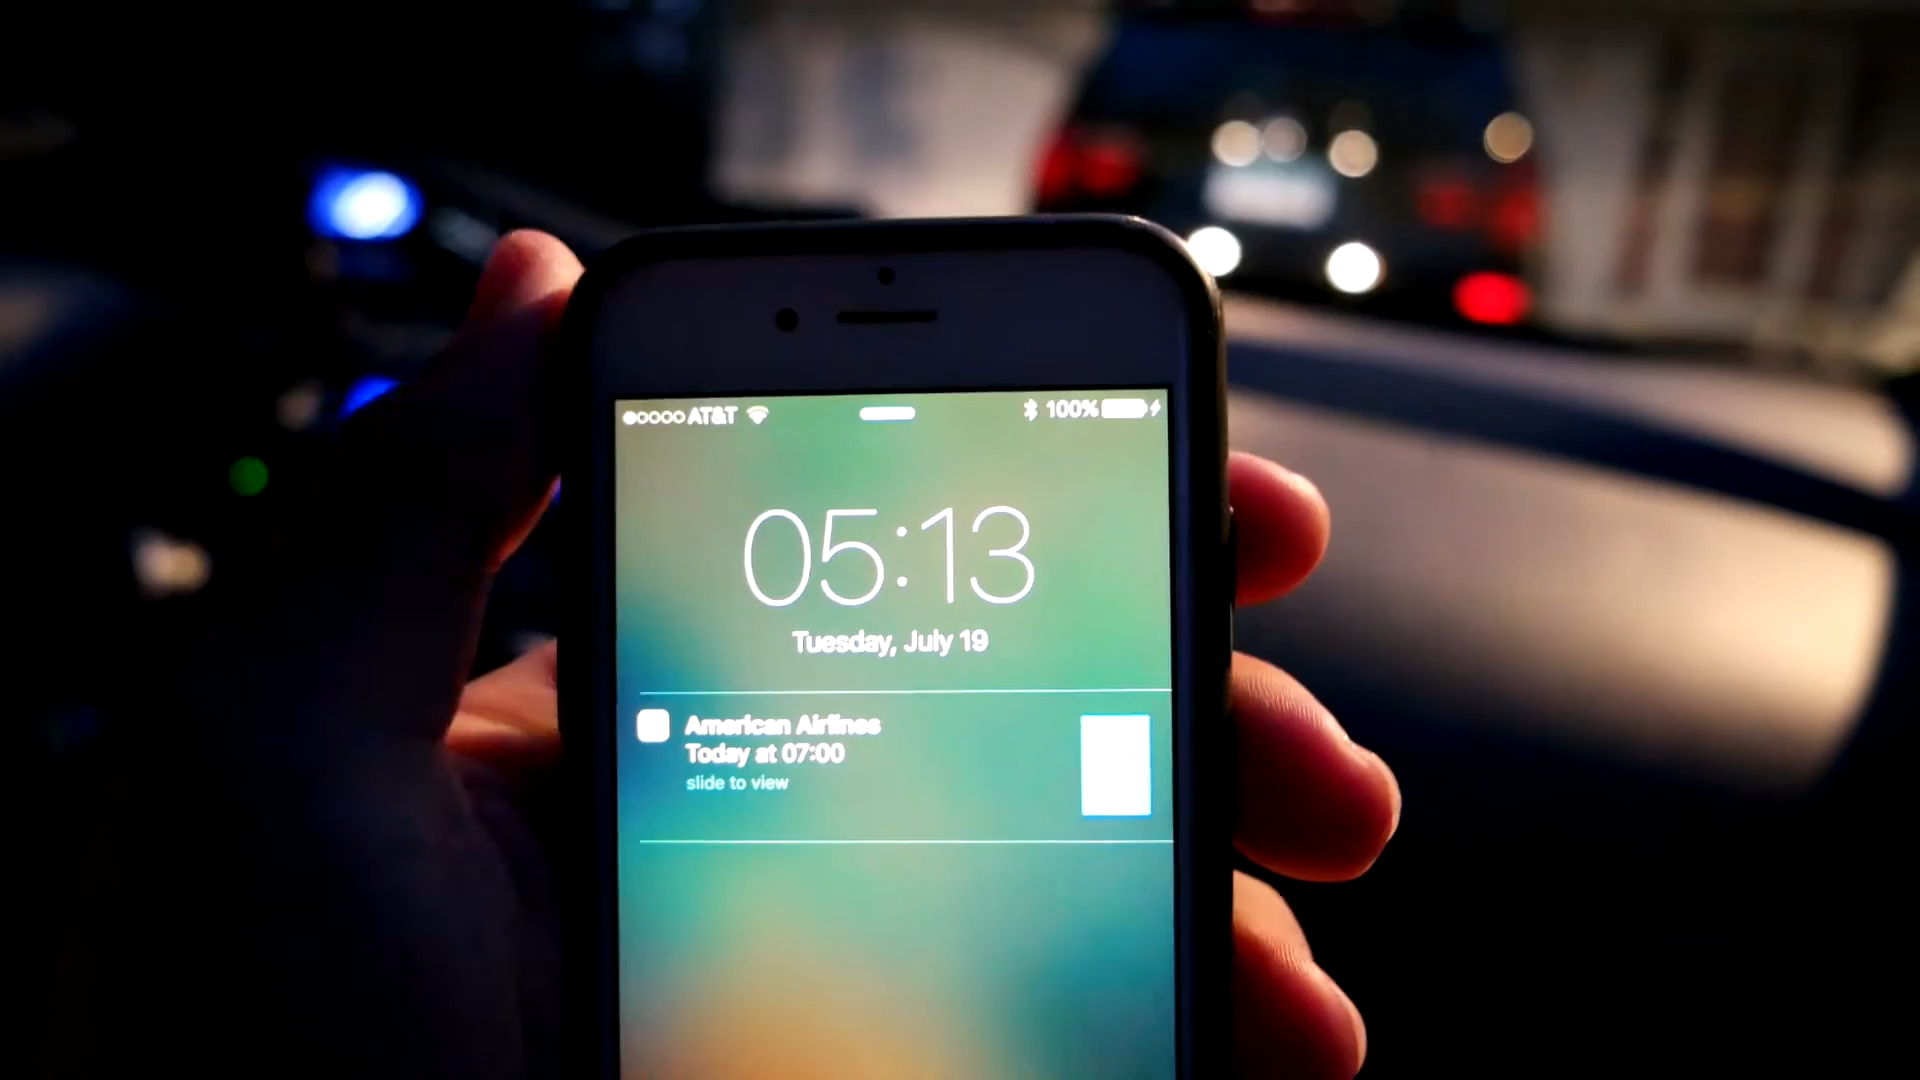 AT&T 100%
05:13
Tuesday, July 19
American Airlines
Today at 07:00
slide to view